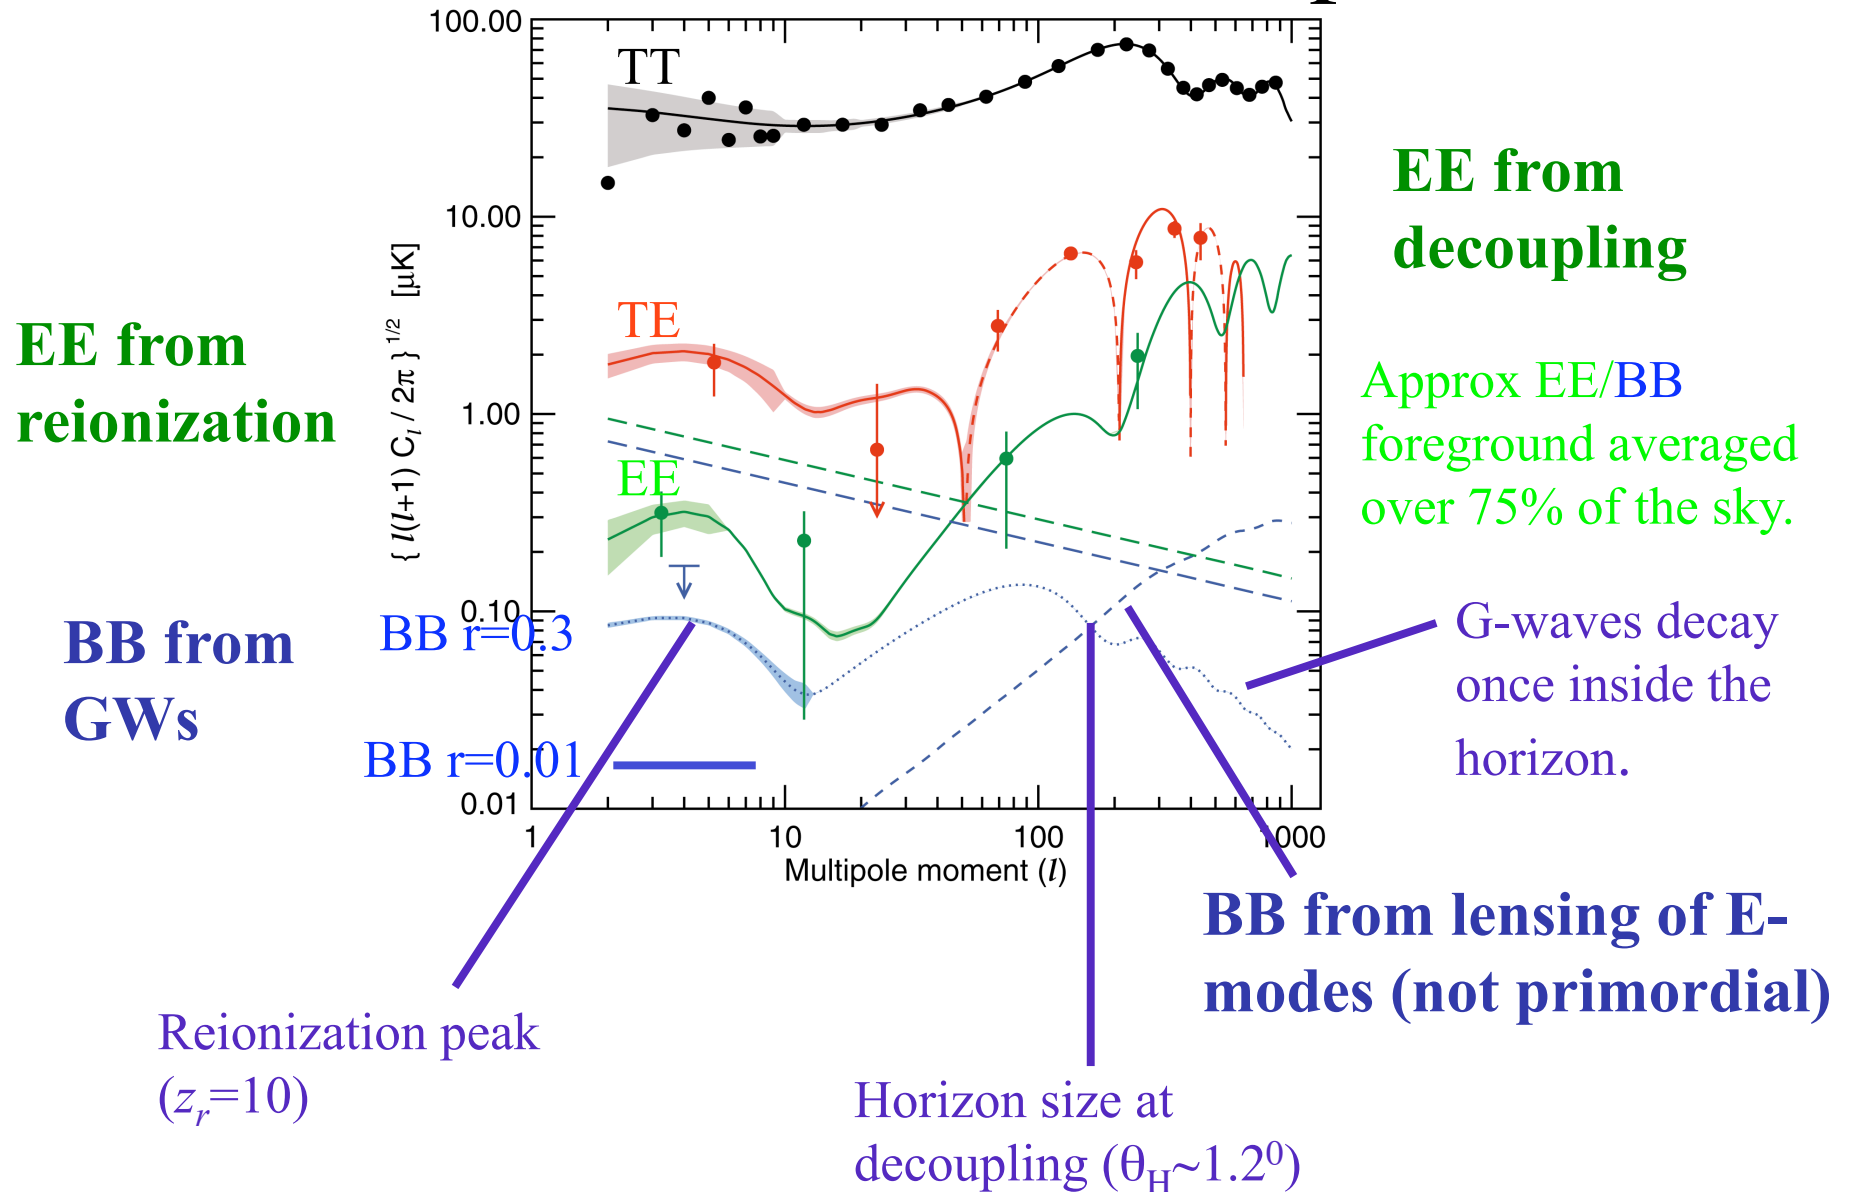 100.00
10.00
1.00
0.10
0.01
{ l(l+1) Cl / 2π } 1/2 [μK]
TT
TE
EE
BB r=0.3
BB r=0.01
1
10
100
1000
Multipole moment (l)
EE from
reionization
BB from
GWs
EE from
decoupling
Approx EE/BB
foreground averaged
over 75% of the sky.
G-waves decay
once inside the
horizon.
BB from lensing of E-
modes (not primordial)
Reionization peak
(zr=10)
Horizon size at
decoupling (θH~1.2⁰)